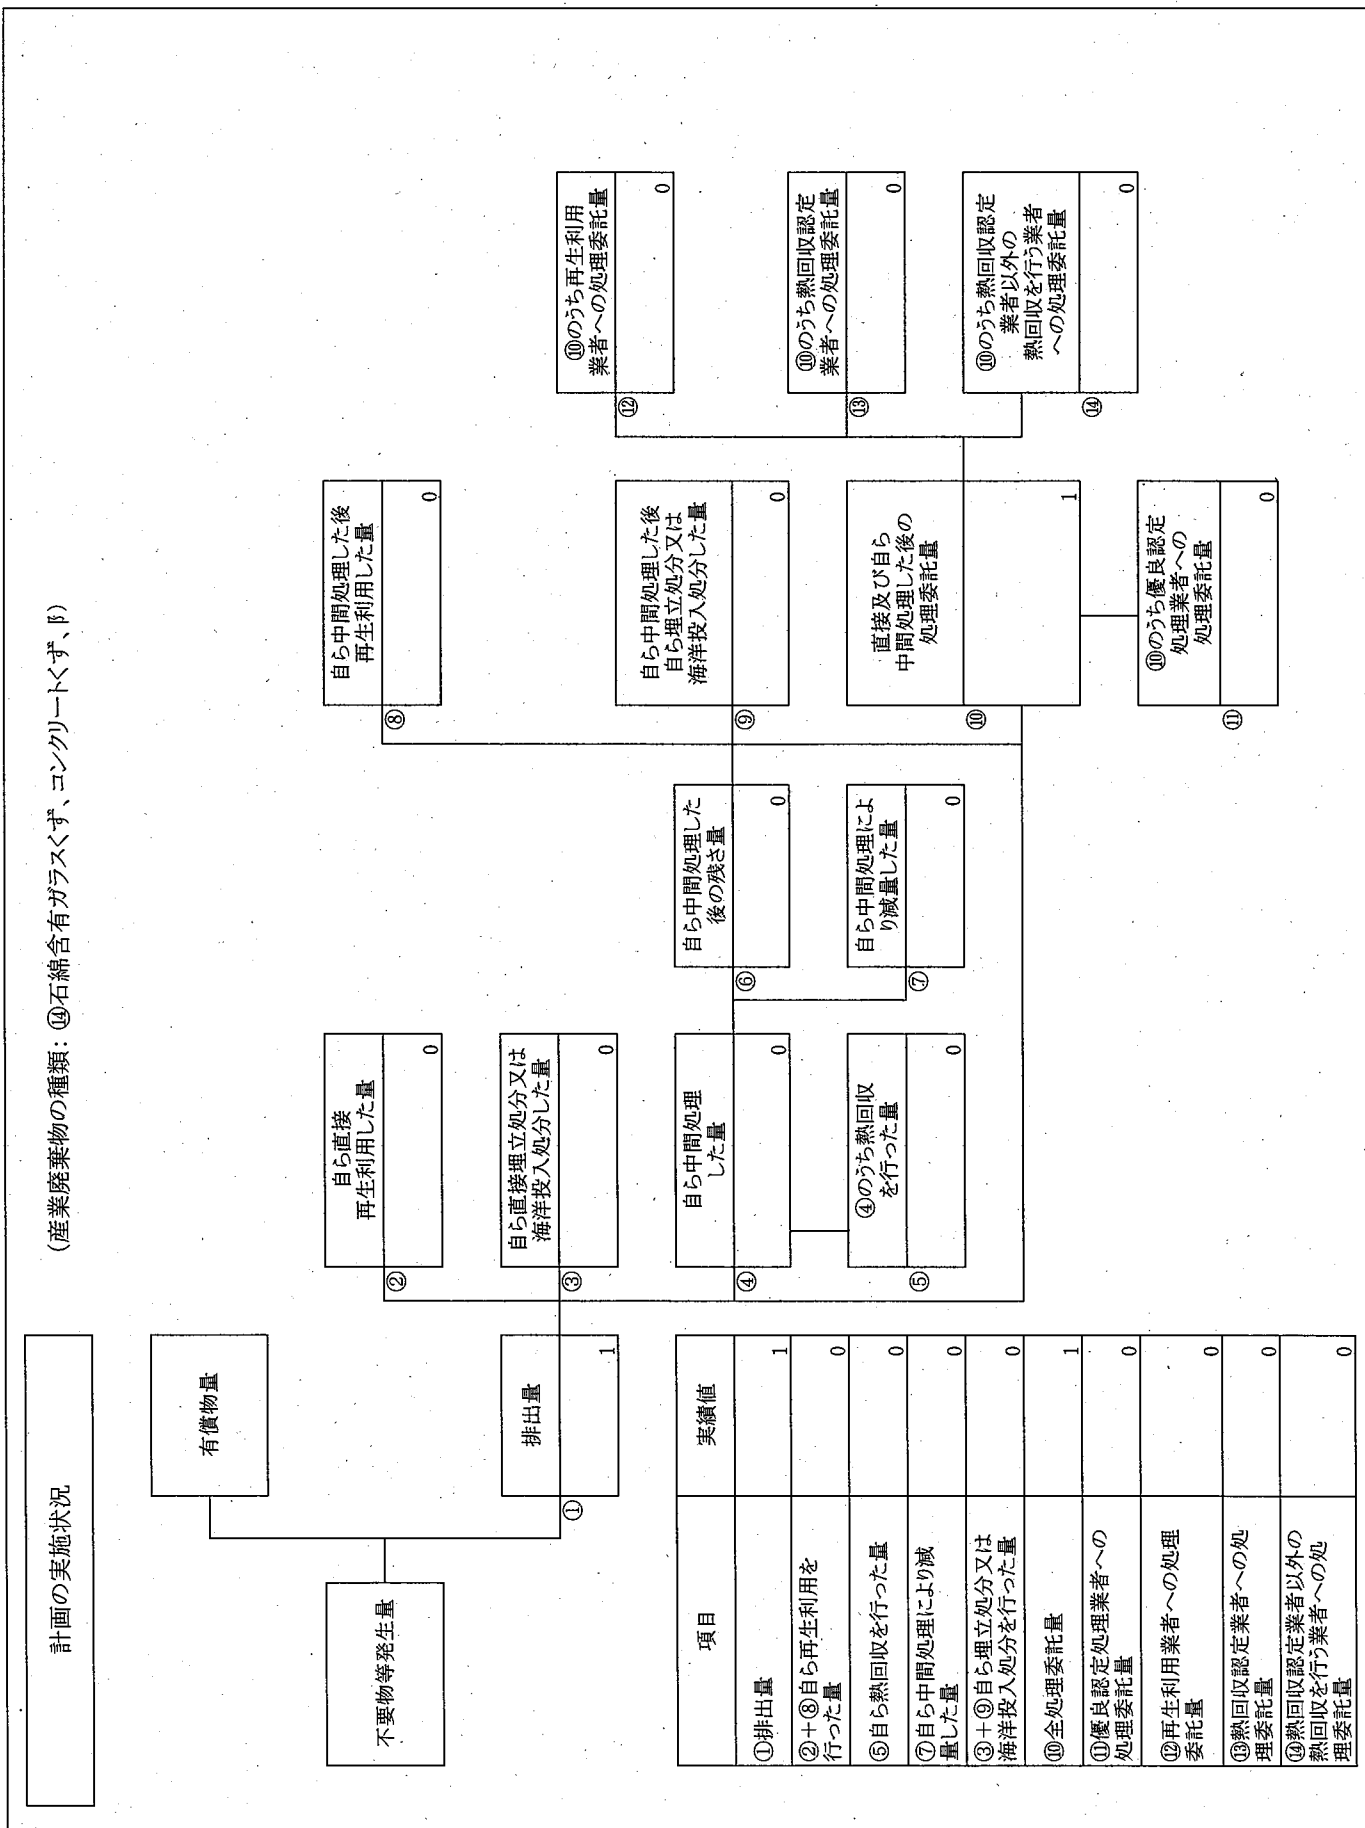 計画の実施状況
(産業廃棄物の種類:⑭石綿含有ガラスくず、コンクリートくず、β)
不要物等発生量
有償物量
排出量
①
1
自ら直接
再生利用した量
②
0
自ら直接埋立処分又は
海洋投入処分した量
③
0
自ら中間処理
した量
④
0
④のうち熱回収
を行った量
⑤
0
自ら中間処理した
後の残さ量
⑥
0
自ら中間処理によ
り減量した量
⑦
0
自ら中間処理した後
再生利用した量
⑧
0
自ら中間処理した後
自ら埋立処分又は
海洋投入処分した量
⑨
0
直接及び自ら
中間処理した後の
処理委託量
⑩
1
⑩のうち優良認定
処理業者への
処理委託量
⑪
0
⑩のうち再生利用
業者への処理委託量
⑫
0
⑩のうち熱回収認定
業者への処理委託量
⑬
0
⑩のうち熱回収認定
業者以外の
熱回収を行う業者
への処理委託量
⑭
0
項目 実績値
①排出量 1
②+⑧自ら再生利用を
行った量 0
⑤自ら熱回収を行った量 0
⑦自ら中間処理により減
量した量 0
③+⑨自ら埋立処分又は
海洋投入処分を行った量 0
⑩全処理委託量 1
⑪優良認定処理業者への
処理委託量 0
⑫再生利用業者への処理
委託量 0
⑬熱回収認定業者への処
理委託量 0
⑭熱回収認定業者以外の
熱回収を行う業者への処
理委託量 0